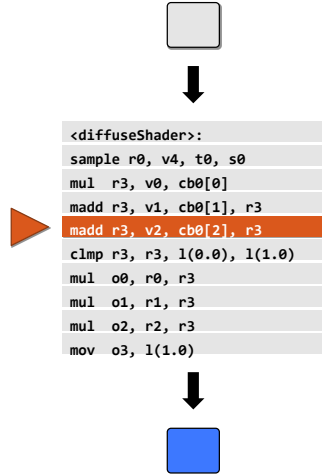 <diffuseShader>:
sample r0, v4, t0, s0
mul  r3, v0, cb0[0]
madd r3, v1, cb0[1], r3
madd r3, v2, cb0[2], r3
clmp r3, r3, l(0.0), l(1.0)
mul  o0, r0, r3
mul  o1, r1, r3
mul  o2, r2, r3
mov  o3, l(1.0)